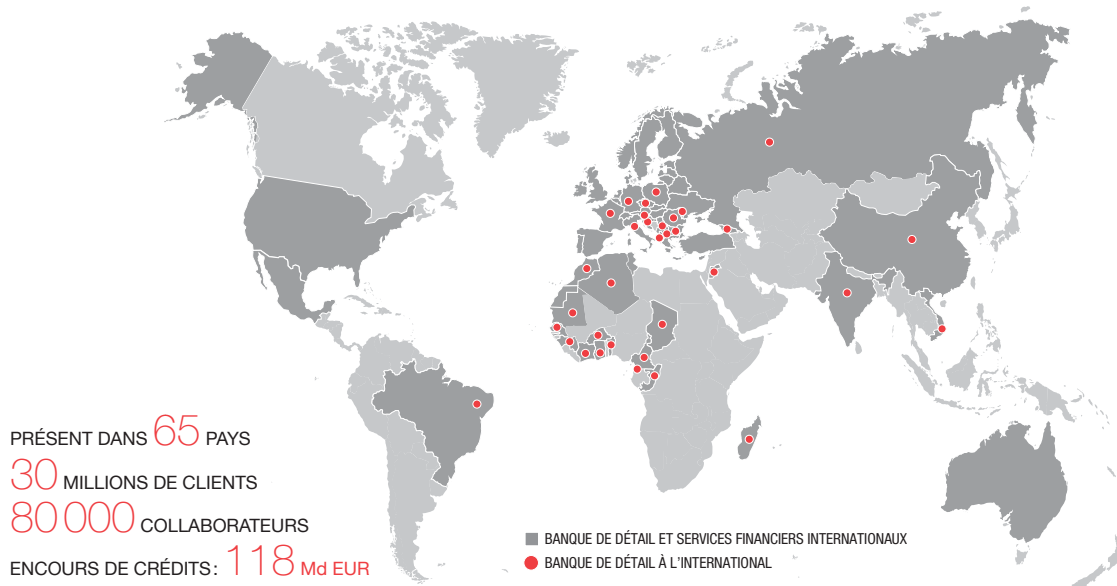 PRÉSENT DANS 65 PAYS
30 MILLIONS DE CLIENTS
80 000 COLLABORATEURS
ENCOURS DE CRÉDITS : 118 Md EUR
BANQUE DE DÉTAIL ET SERVICES FINANCIERS INTERNATIONAUX
BANQUE DE DÉTAIL À L'INTERNATIONAL